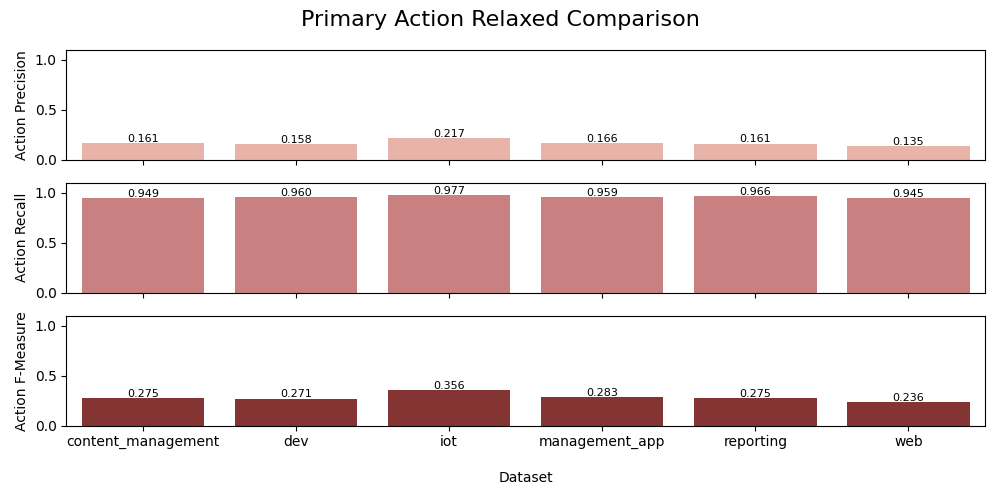 Primary Action Relaxed Comparison
Action Precision
1.0
0.5
0.0
0.161
0.158
0.217
0.166
0.161
0.135
Action Recall
1.0
0.5
0.0
0.949
0.960
0.977
0.959
0.966
0.945
Action F-Measure
1.0
0.5
0.0
0.275
0.271
0.356
0.283
0.275
0.236
content_management
dev
iot
management_app
reporting
web
Dataset